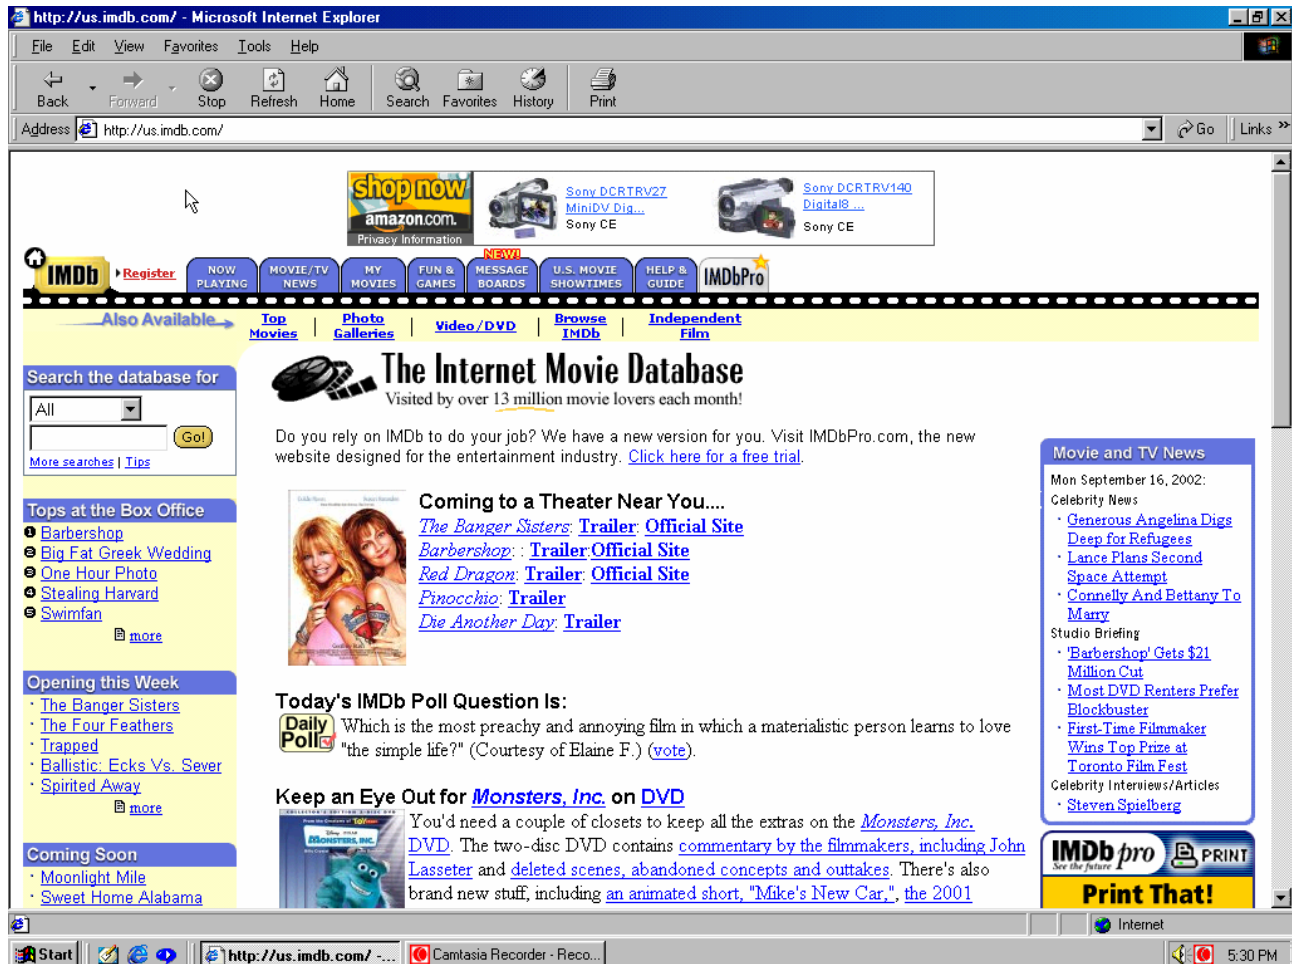 http://us.imdb.com/ - Microsoft Internet Explorer
File Edit View Favorites Tools Help
Back Forward Stop Refresh Home Search Favorites History Print
Address http://us.imdb.com/ Go Links »
shop now
amazon.com.
Privacy Information
Sony DCRTRV27
MiniDV Dig...
Sony CE
Sony DCRTRV140
Digital8 ...
Sony CE
IMDb
Register
NOW PLAYING
MOVIE/TV NEWS
MY MOVIES
FUN & GAMES
NEW!
MESSAGE BOARDS
U.S. MOVIE SHOWTIMES
HELP & GUIDE
IMDbPro
Also Available
Top Movies | Photo Galleries | Video/DVD | Browse IMDb | Independent Film
Search the database for
All
Go!
More searches | Tips
Tops at the Box Office
1 Barbershop
2 Big Fat Greek Wedding
3 One Hour Photo
4 Stealing Harvard
5 Swimfan
more
Opening this Week
· The Banger Sisters
· The Four Feathers
· Trapped
· Ballistic: Ecks Vs. Sever
· Spirited Away
more
Coming Soon
· Moonlight Mile
· Sweet Home Alabama
The Internet Movie Database
Visited by over 13 million movie lovers each month!
Do you rely on IMDb to do your job? We have a new version for you. Visit IMDbPro.com, the new
website designed for the entertainment industry. Click here for a free trial.
Coming to a Theater Near You....
The Banger Sisters: Trailer: Official Site
Barbershop: : Trailer:Official Site
Red Dragon: Trailer: Official Site
Pinocchio: Trailer
Die Another Day: Trailer
Today's IMDb Poll Question Is:
Daily
Poll
Which is the most preachy and annoying film in which a materialistic person learns to love
"the simple life?" (Courtesy of Elaine F.) (vote).
Keep an Eye Out for Monsters, Inc. on DVD
MONSTERS, INC.
You'd need a couple of closets to keep all the extras on the Monsters, Inc.
DVD. The two-disc DVD contains commentary by the filmmakers, including John
Lasseter and deleted scenes, abandoned concepts and outtakes. There's also
brand new stuff, including an animated short, "Mike's New Car,", the 2001
Movie and TV News
Mon September 16, 2002:
Celebrity News
· Generous Angelina Digs
Deep for Refugees
· Lance Plans Second
Space Attempt
· Connelly And Bettany To
Marry
Studio Briefing
· 'Barbershop' Gets $21
Million Cut
· Most DVD Renters Prefer
Blockbuster
· First-Time Filmmaker
Wins Top Prize at
Toronto Film Fest
Celebrity Interviews/Articles
· Steven Spielberg
IMDb pro
See the future
PRINT
Print That!
Internet
Start
http://us.imdb.com/ -...
Camtasia Recorder - Reco...
5:30 PM